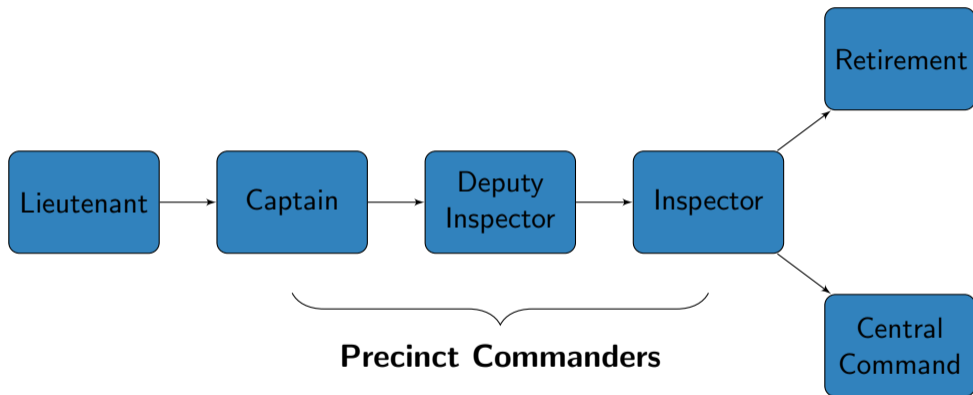 Retirement
Lieutenant
Captain
Deputy
Inspector
Inspector
Precinct Commanders
Central
Command